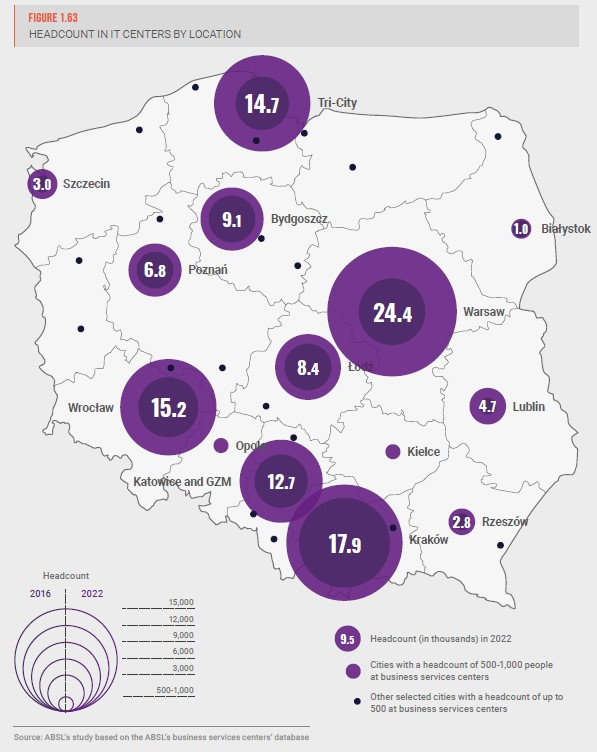 FIGURE 1.63
HEADCOUNT IN IT CENTERS BY LOCATION
14.7
Tri-City
3.0
Szczecin
9.1
Bydgoszcz
1.0
Białystok
6.8
Poznań
24.4
Warsaw
8.4
Łódź
15.2
Wrocław
4.7
Lublin
Opole
Kielce
Katowice and GZM
12.7
2.8
Rzeszów
17.9
Kraków
Headcount
2016 2022
15,000
12,000
9,000
6,000
3,000
500-1,000
9.5
Headcount (in thousands) in 2022
Cities with a headcount of 500-1,000 people
at business services centers
Other selected cities with a headcount of up to
500 at business services centers
Source: ABSL's study based on the ABSL's business services centers' database